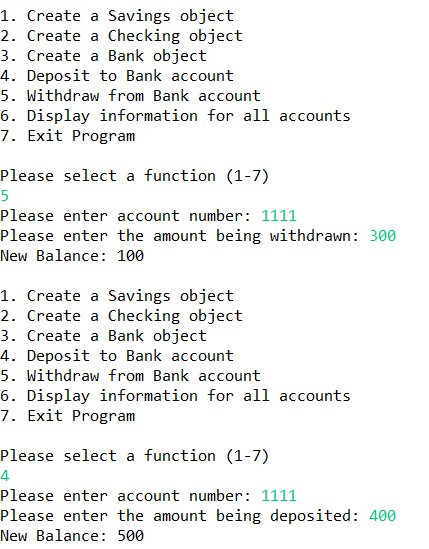 1. Create a Savings object
2. Create a Checking object
3. Create a Bank object
4. Deposit to Bank account
5. Withdraw from Bank account
6. Display information for all accounts
7. Exit Program
Please select a function (1-7)
5
Please enter account number: 1111
Please enter the amount being withdrawn: 300
New Balance: 100
1. Create a Savings object
2. Create a Checking object
3. Create a Bank object
4. Deposit to Bank account
5. Withdraw from Bank account
6. Display information for all accounts
7. Exit Program
Please select a function (1-7)
4
Please enter account number: 1111
Please enter the amount being deposited: 400
New Balance: 500